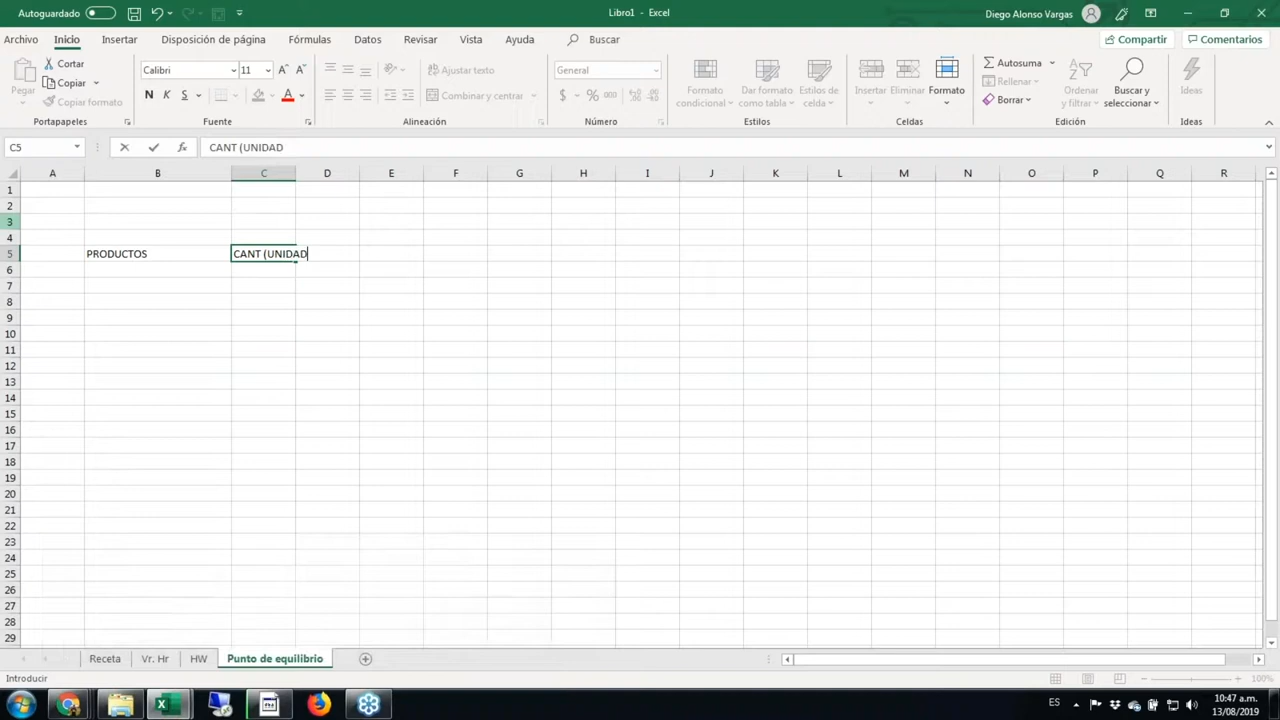 Autoguardado
Libro1 - Excel
Diego Alonso Vargas
Archivo Inicio Insertar Disposición de página Fórmulas Datos Revisar Vista Ayuda Buscar
Compartir Comentarios
Pegar
Cortar
Copiar
Copiar formato
Portapapeles
Calibri 11
N K S
Fuente
Ajustar texto
Combinar y centrar
Alineación
General
$ % 000
Número
Formato condicional
Dar formato como tabla
Estilos de celda
Estilos
Insertar Eliminar Formato
Celdas
Autosuma
Rellenar
Borrar
Ordenar y filtrar
Buscar y seleccionar
Edición
Ideas
Ideas
C5 fx CANT (UNIDAD
A B C D E F G H I J K L M N O P Q R
1
2
3
4
5 PRODUCTOS CANT (UNIDAD
6
7
8
9
10
11
12
13
14
15
16
17
18
19
20
21
22
23
24
25
26
27
28
29
Receta Vr. Hr HW Punto de equilibrio
Introducir
100%
ES
10:47 a.m.
13/08/2019